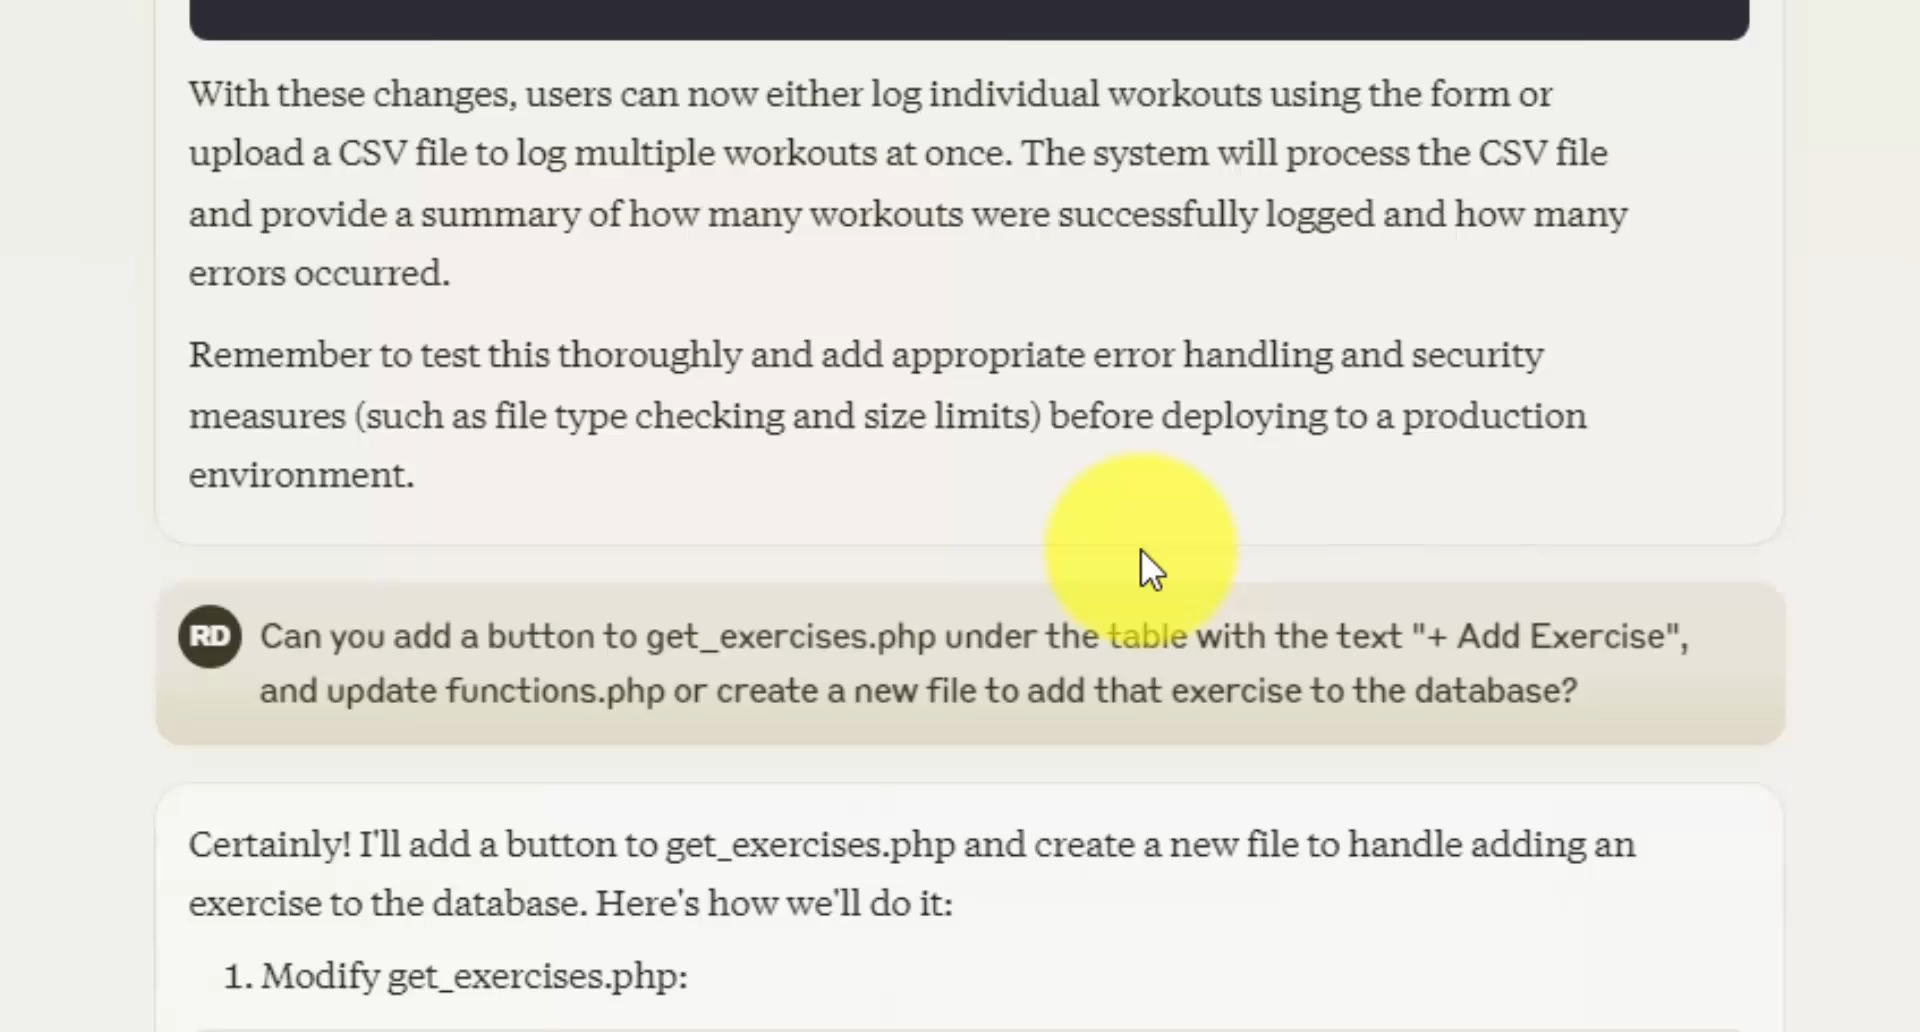 With these changes, users can now either log individual workouts using the form or
upload a CSV file to log multiple workouts at once. The system will process the CSV file
and provide a summary of how many workouts were successfully logged and how many
errors occurred.
Remember to test this thoroughly and add appropriate error handling and security
measures (such as file type checking and size limits) before deploying to a production
environment.
RD
Can you add a button to get_exercises.php under the table with the text "+ Add Exercise",
and update functions.php or create a new file to add that exercise to the database?
Certainly! I'll add a button to get_exercises.php and create a new file to handle adding an
exercise to the database. Here's how we'll do it:
1. Modify get_exercises.php: